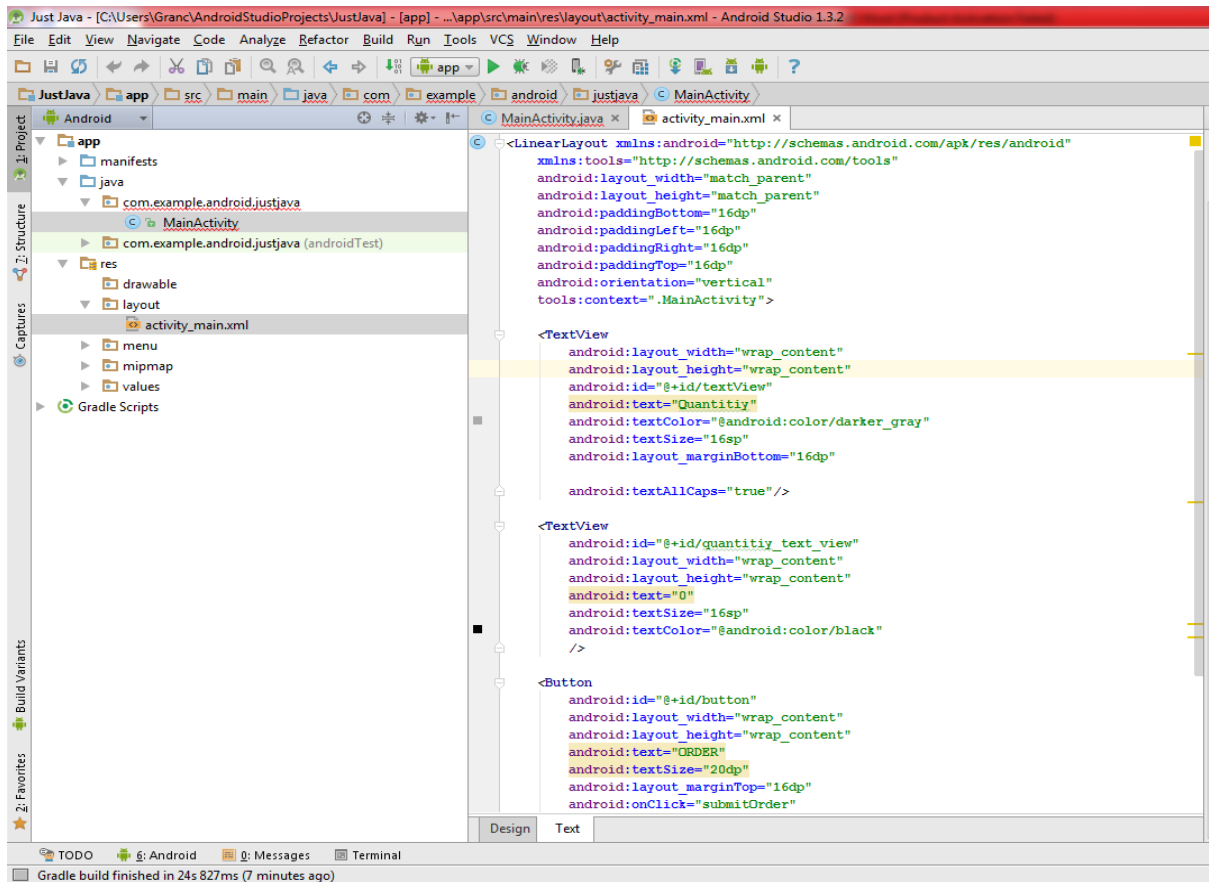 Just Java - [C:\Users\Granc\AndroidStudioProjects\JustJava] - [app] - ...\app\src\main\res\layout\activity_main.xml - Android Studio 1.3.2
File Edit View Navigate Code Analyze Refactor Build Run Tools VCS Window Help
app
JustJava app src main java com example android justjava MainActivity
1: Project
7: Structure
Captures
Build Variants
2: Favorites
Android
app
manifests
java
com.example.android.justjava
MainActivity
com.example.android.justjava (androidTest)
res
drawable
layout
activity_main.xml
menu
mipmap
values
Gradle Scripts
MainActivity.java activity_main.xml
<LinearLayout xmlns:android="http://schemas.android.com/apk/res/android"
xmlns:tools="http://schemas.android.com/tools"
android:layout_width="match_parent"
android:layout_height="match_parent"
android:paddingBottom="16dp"
android:paddingLeft="16dp"
android:paddingRight="16dp"
android:paddingTop="16dp"
android:orientation="vertical"
tools:context=".MainActivity">
<TextView
android:layout_width="wrap_content"
android:layout_height="wrap_content"
android:id="@+id/textView"
android:text="Quantitiy"
android:textColor="@android:color/darker_gray"
android:textSize="16sp"
android:layout_marginBottom="16dp"
android:textAllCaps="true"/>
<TextView
android:id="@+id/quantitiy_text_view"
android:layout_width="wrap_content"
android:layout_height="wrap_content"
android:text="0"
android:textSize="16sp"
android:textColor="@android:color/black"
/>
<Button
android:id="@+id/button"
android:layout_width="wrap_content"
android:layout_height="wrap_content"
android:text="ORDER"
android:textSize="20dp"
android:layout_marginTop="16dp"
android:onClick="submitOrder"
Design Text
TODO 6: Android 0: Messages Terminal
Gradle build finished in 24s 827ms (7 minutes ago)